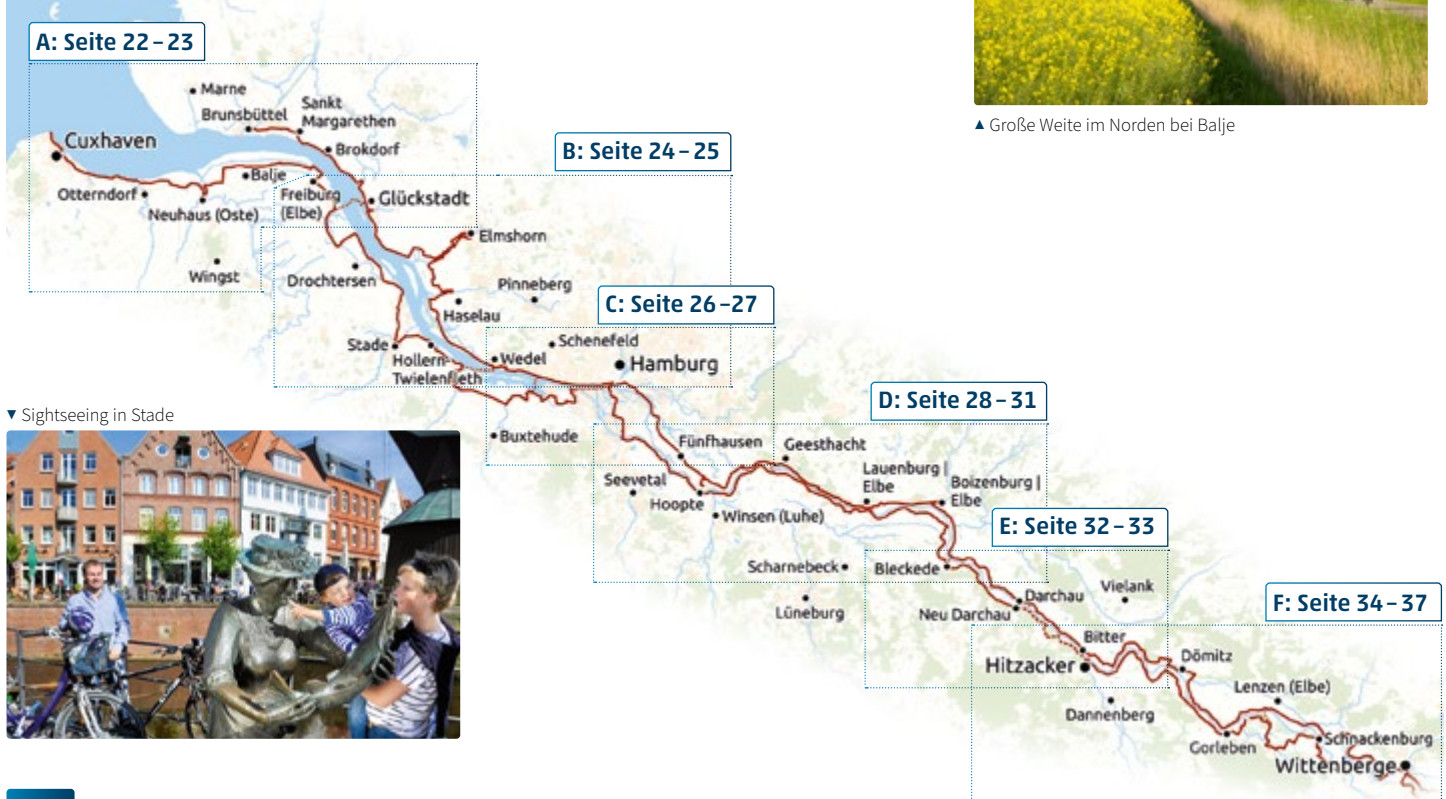 A: Seite 22–23
Marne
Brunsbüttel
Sankt
Margarethen
Brokdorf
Cuxhaven
Balje
Otterndorf
Neuhaus (Oste)
Freiburg
(Elbe)
Glückstadt
Wingst
▲ Große Weite im Norden bei Balje
B: Seite 24–25
Elmshorn
Drochtersen
Pinneberg
Haselau
Stade
Hollern-
Twielenfleth
C: Seite 26–27
Schenefeld
Wedel
Hamburg
Buxtehude
▼ Sightseeing in Stade
D: Seite 28–31
Fünfhausen
Geesthacht
Seevetal
Hoopte
Winsen (Luhe)
Lauenburg |
Elbe
Boizenburg |
Elbe
Scharnebeck
Bleckede
Lüneburg
E: Seite 32–33
Darchau
Vielank
Neu Darchau
Bitter
Hitzacker
Dannenberg
F: Seite 34–37
Dömitz
Lenzen (Elbe)
Gorleben
Schnackenburg
Wittenberge